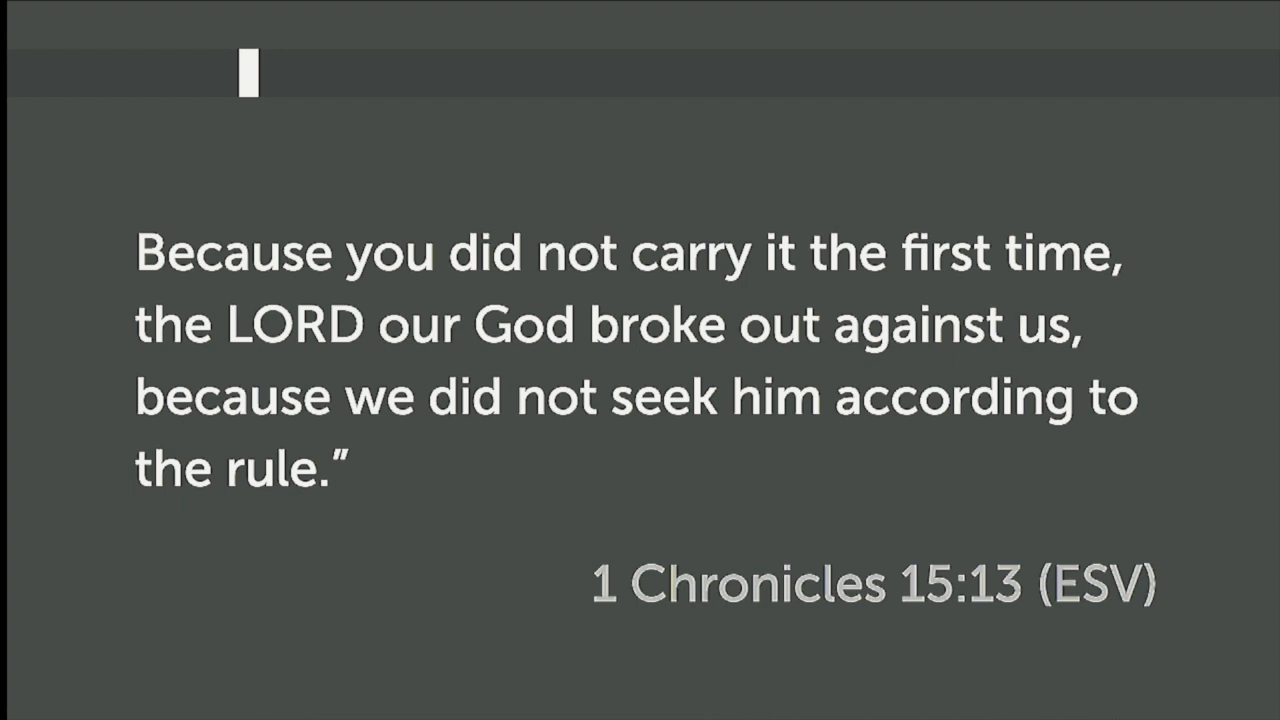 Because you did not carry it the first time,
the LORD our God broke out against us,
because we did not seek him according to
the rule.”
1 Chronicles 15:13 (ESV)